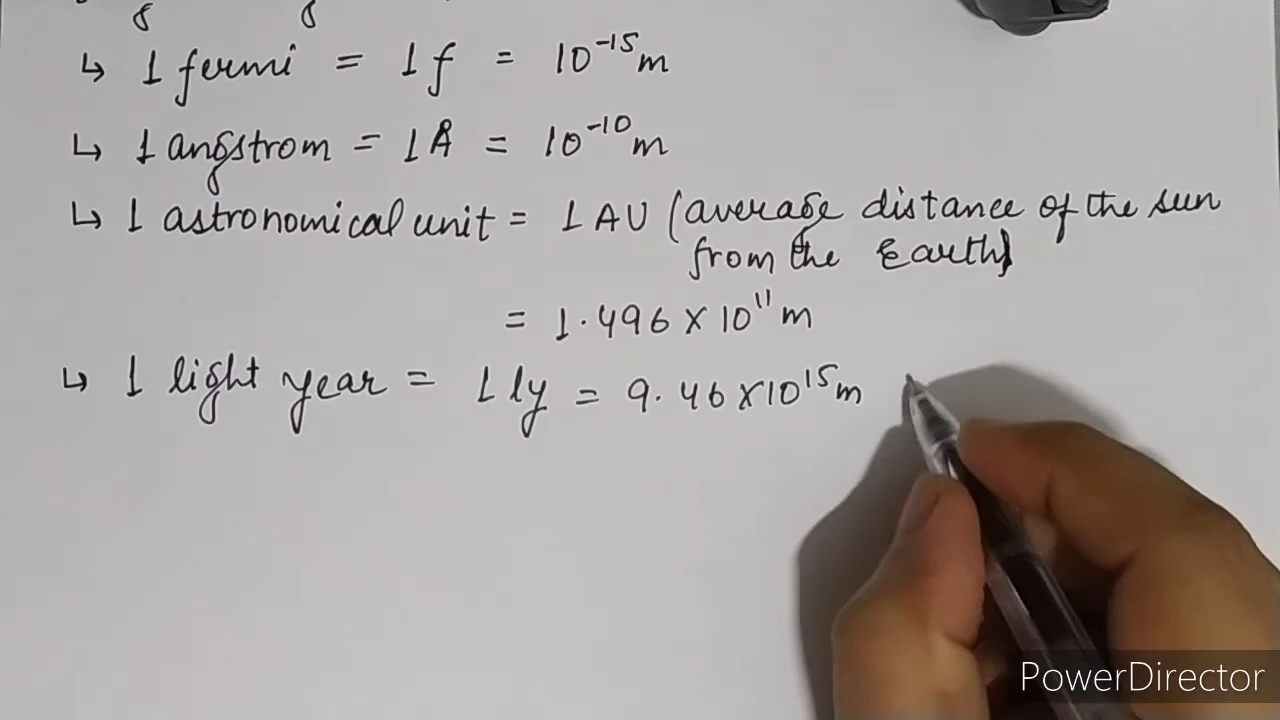 ↳ 1 fermi = 1 f = 10⁻¹⁵ m
↳ 1 angstrom = 1 Å = 10⁻¹⁰ m
↳ 1 astronomical unit = 1 AU (average distance of the sun
from the Earth)
= 1.496 × 10¹¹ m
↳ 1 light year = 1 ly = 9.46 × 10¹⁵ m
PowerDirector